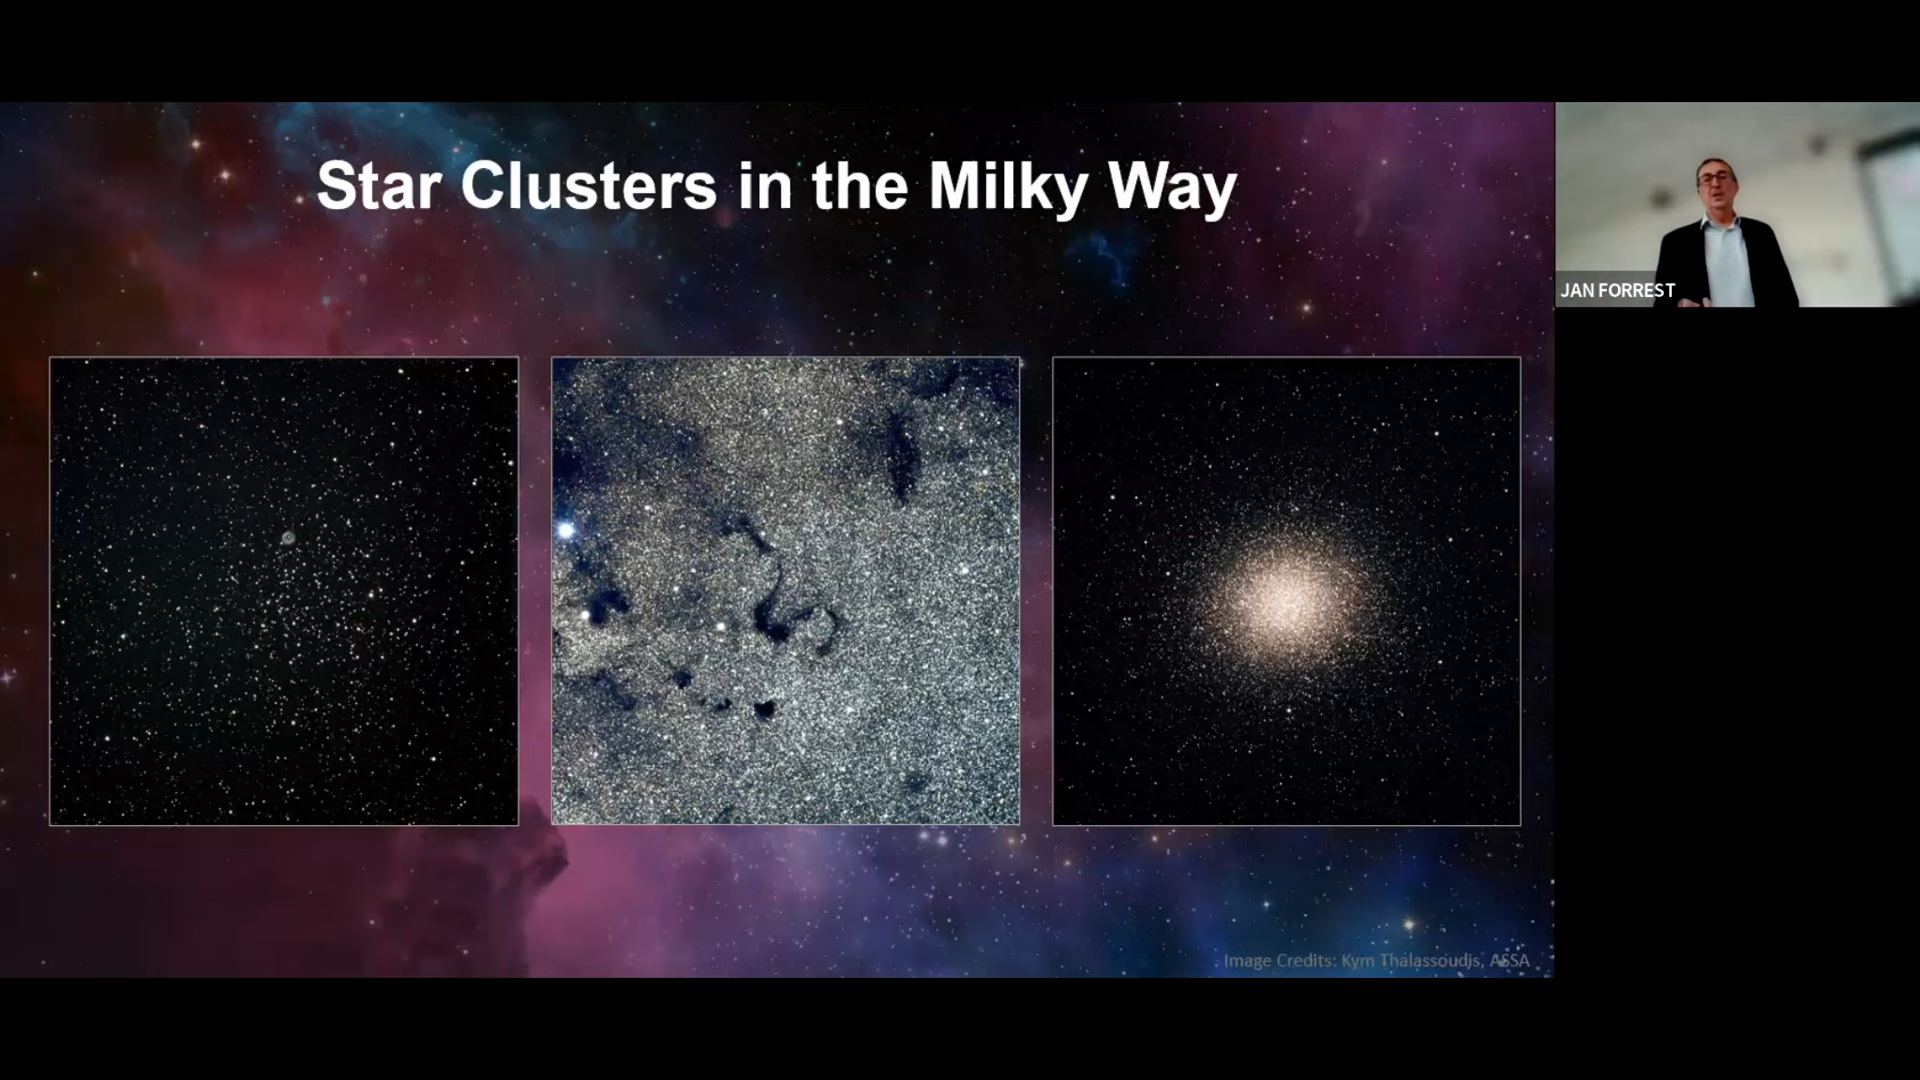 Star Clusters in the Milky Way
JAN FORREST
Image Credits: Kym Thalassoudis, ASSA